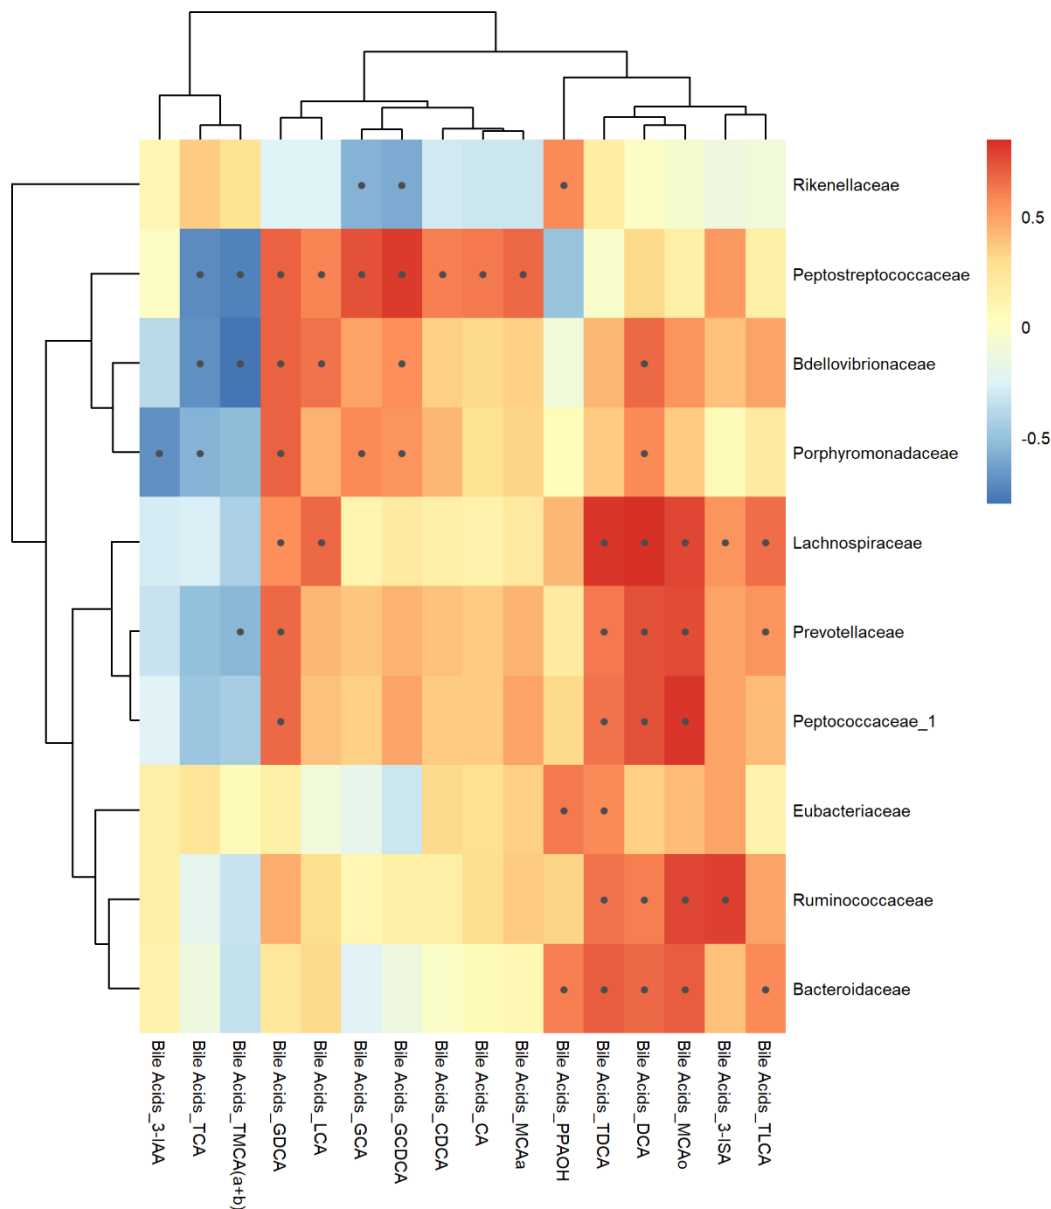 Rikenellaceae
0.5
Peptostreptococcaceae
0
Bdellovibrionaceae
-0.5
Porphyromonadaceae
Lachnospiraceae
Prevotellaceae
Peptococcaceae_1
Eubacteriaceae
Ruminococcaceae
Bacteroidaceae
Bile Acids_3-IAA
Bile Acids_TCA
Bile Acids_TMCA(a+b)
Bile Acids_GDCA
Bile Acids_LCA
Bile Acids_GCA
Bile Acids_GCDCA
Bile Acids_CDCA
Bile Acids_CA
Bile Acids_MCAa
Bile Acids_PPAOH
Bile Acids_TDCA
Bile Acids_DCA
Bile Acids_MCAo
Bile Acids_3-ISA
Bile Acids_TLCA